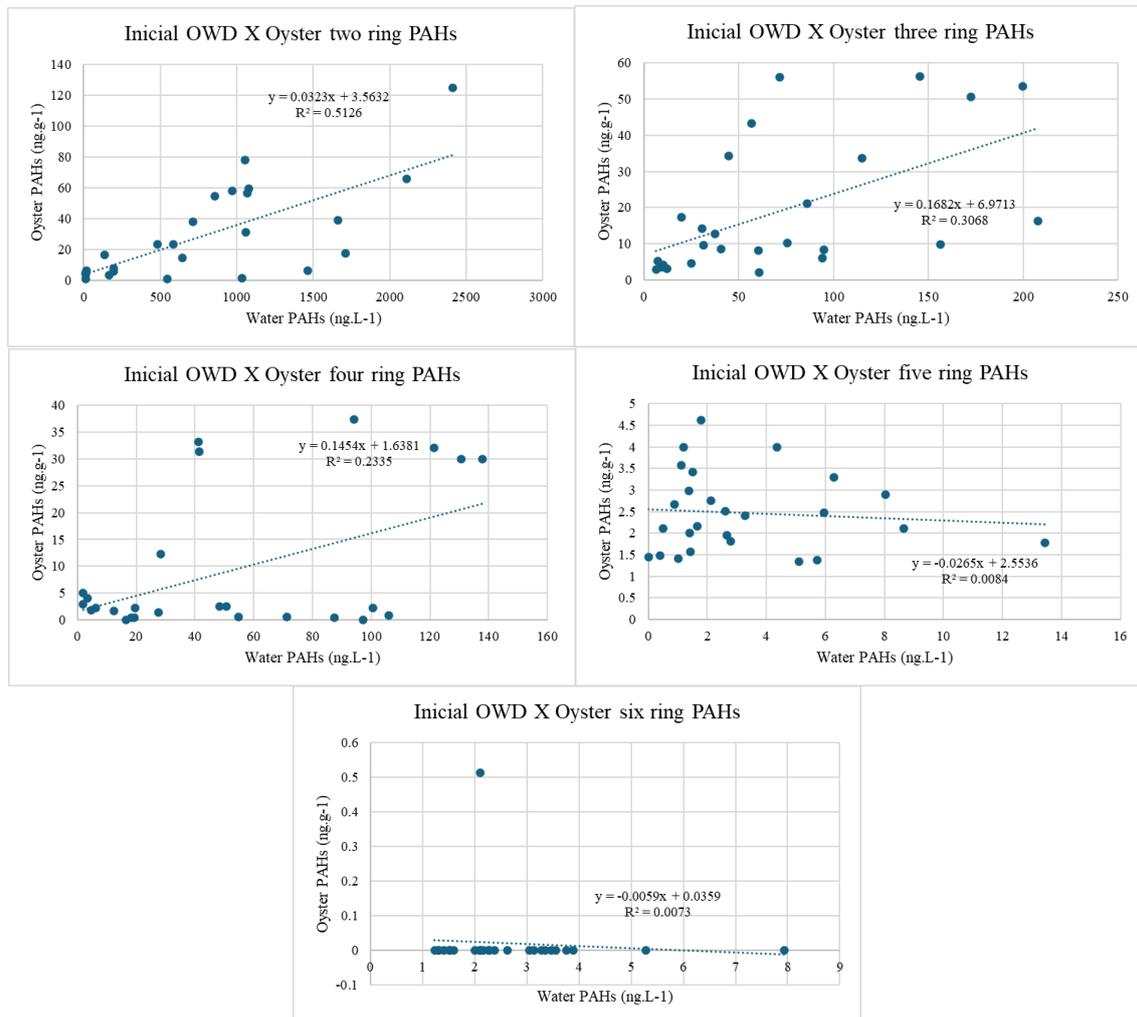 Inicial OWD X Oyster two ring PAHs
140
120
100
80
60
40
20
0
Oyster PAHs (ng.g-1)
y = 0.0323x + 3.5632
R² = 0.5126
0 500 1000 1500 2000 2500 3000
Water PAHs (ng.L-1)
Inicial OWD X Oyster three ring PAHs
60
50
40
30
20
10
0
Oyster PAHs (ng.g-1)
y = 0.1682x + 6.9713
R² = 0.3068
0 50 100 150 200 250
Water PAHs (ng.L-1)
Inicial OWD X Oyster four ring PAHs
40
35
30
25
20
15
10
5
0
Oyster PAHs (ng.g-1)
y = 0.1454x + 1.6381
R² = 0.2335
0 20 40 60 80 100 120 140 160
Water PAHs (ng.L-1)
Inicial OWD X Oyster five ring PAHs
5
4.5
4
3.5
3
2.5
2
1.5
1
0.5
0
Oyster PAHs (ng.g-1)
y = -0.0265x + 2.5536
R² = 0.0084
0 2 4 6 8 10 12 14 16
Water PAHs (ng.L-1)
Inicial OWD X Oyster six ring PAHs
0.6
0.5
0.4
0.3
0.2
0.1
0
-0.1
Oyster PAHs (ng.g-1)
y = -0.0059x + 0.0359
R² = 0.0073
0 1 2 3 4 5 6 7 8 9
Water PAHs (ng.L-1)